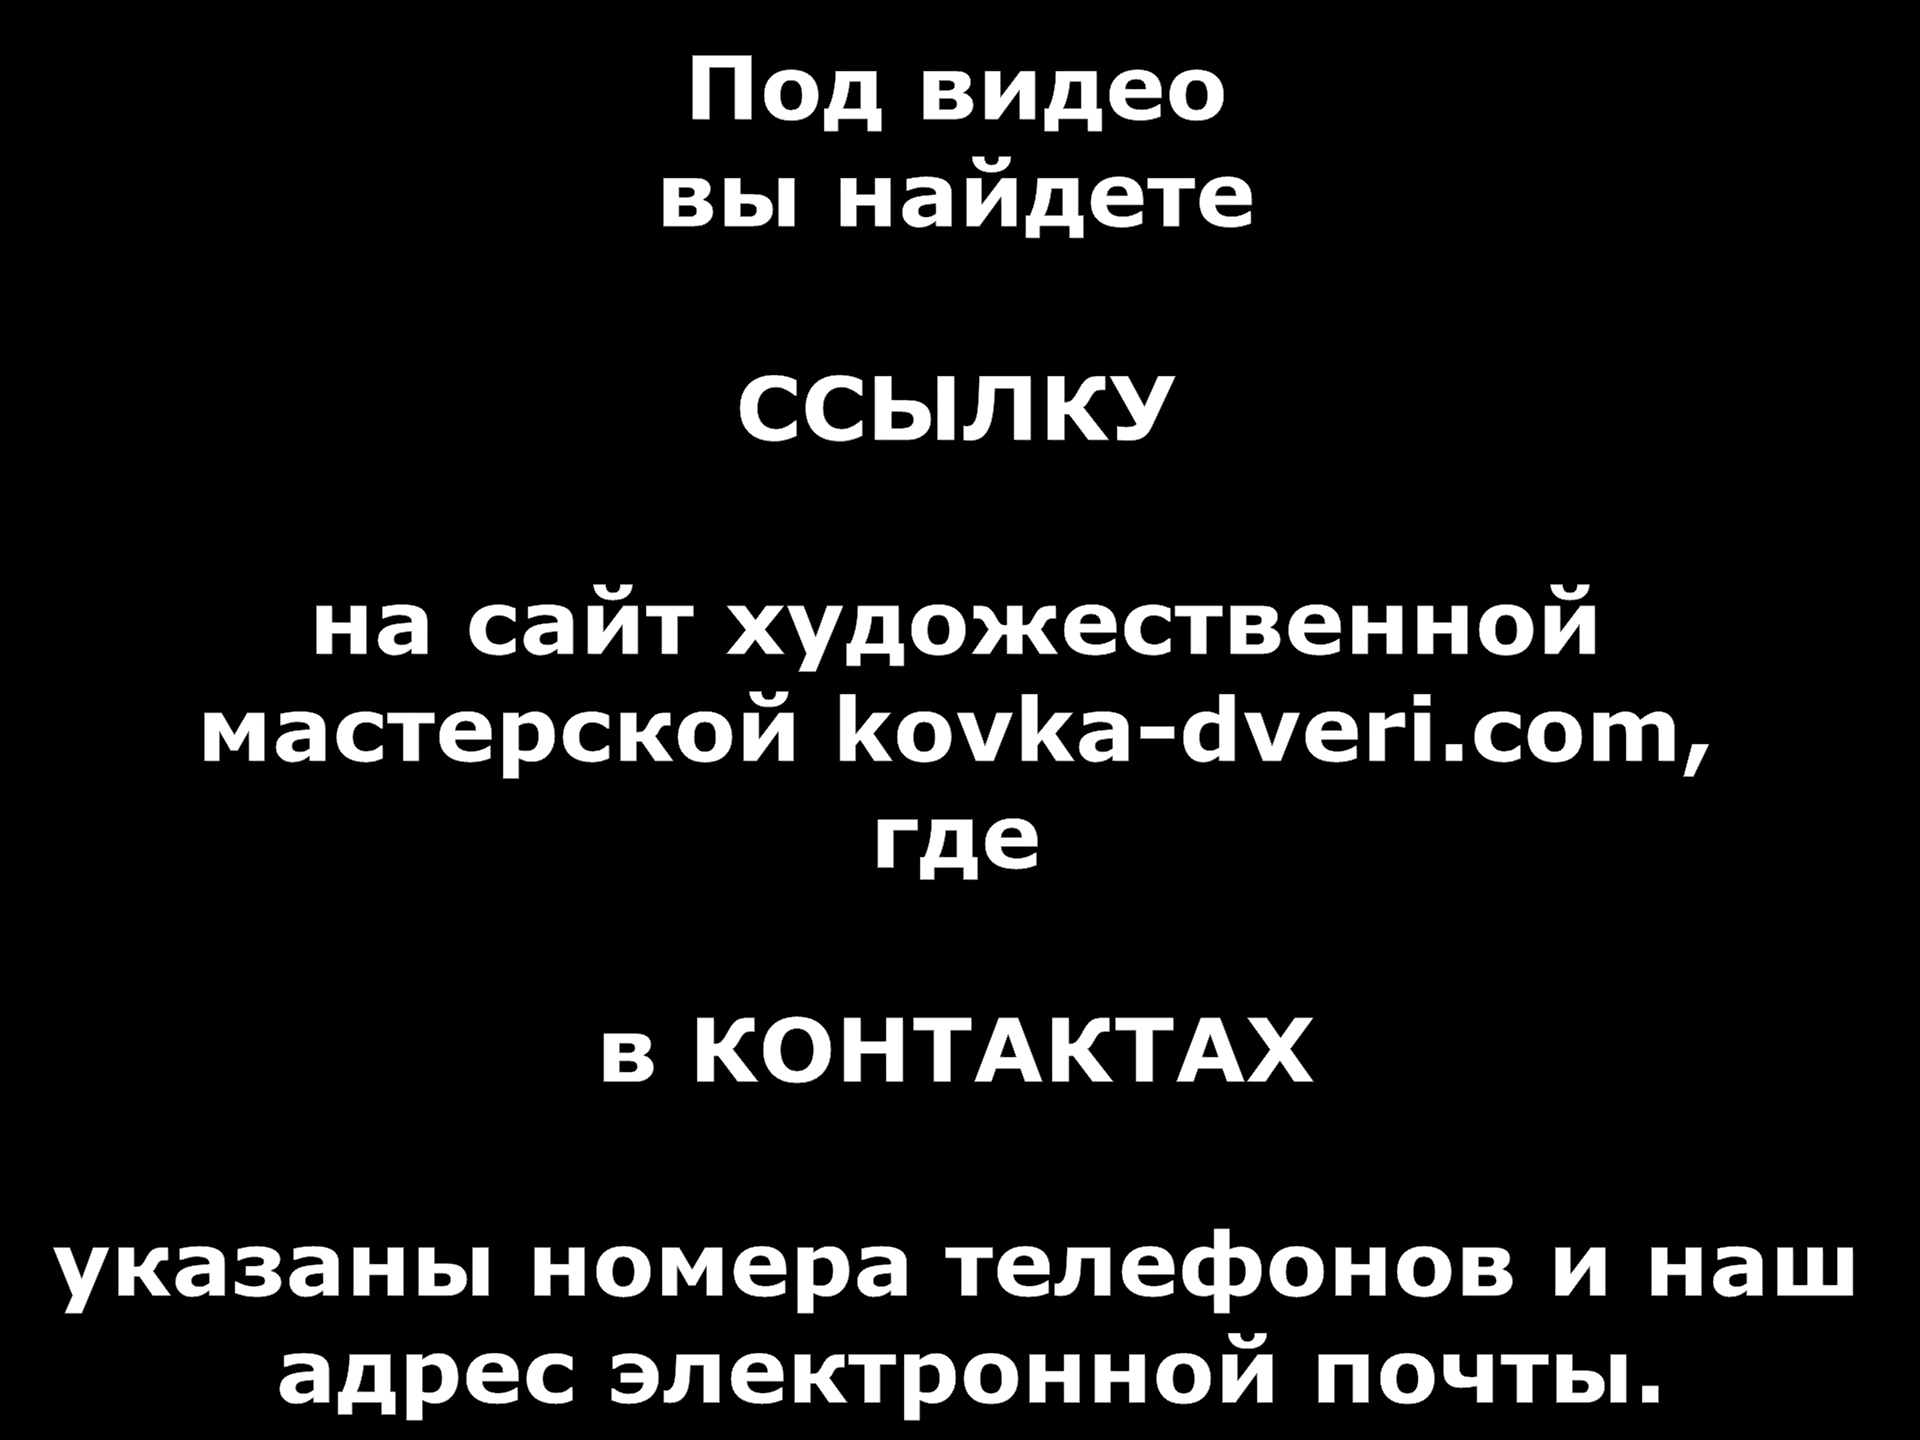 Под видео
вы найдете
ССЫЛКУ
на сайт художественной
мастерской kovka-dveri.com,
где
в КОНТАКТАХ
указаны номера телефонов и наш
адрес электронной почты.